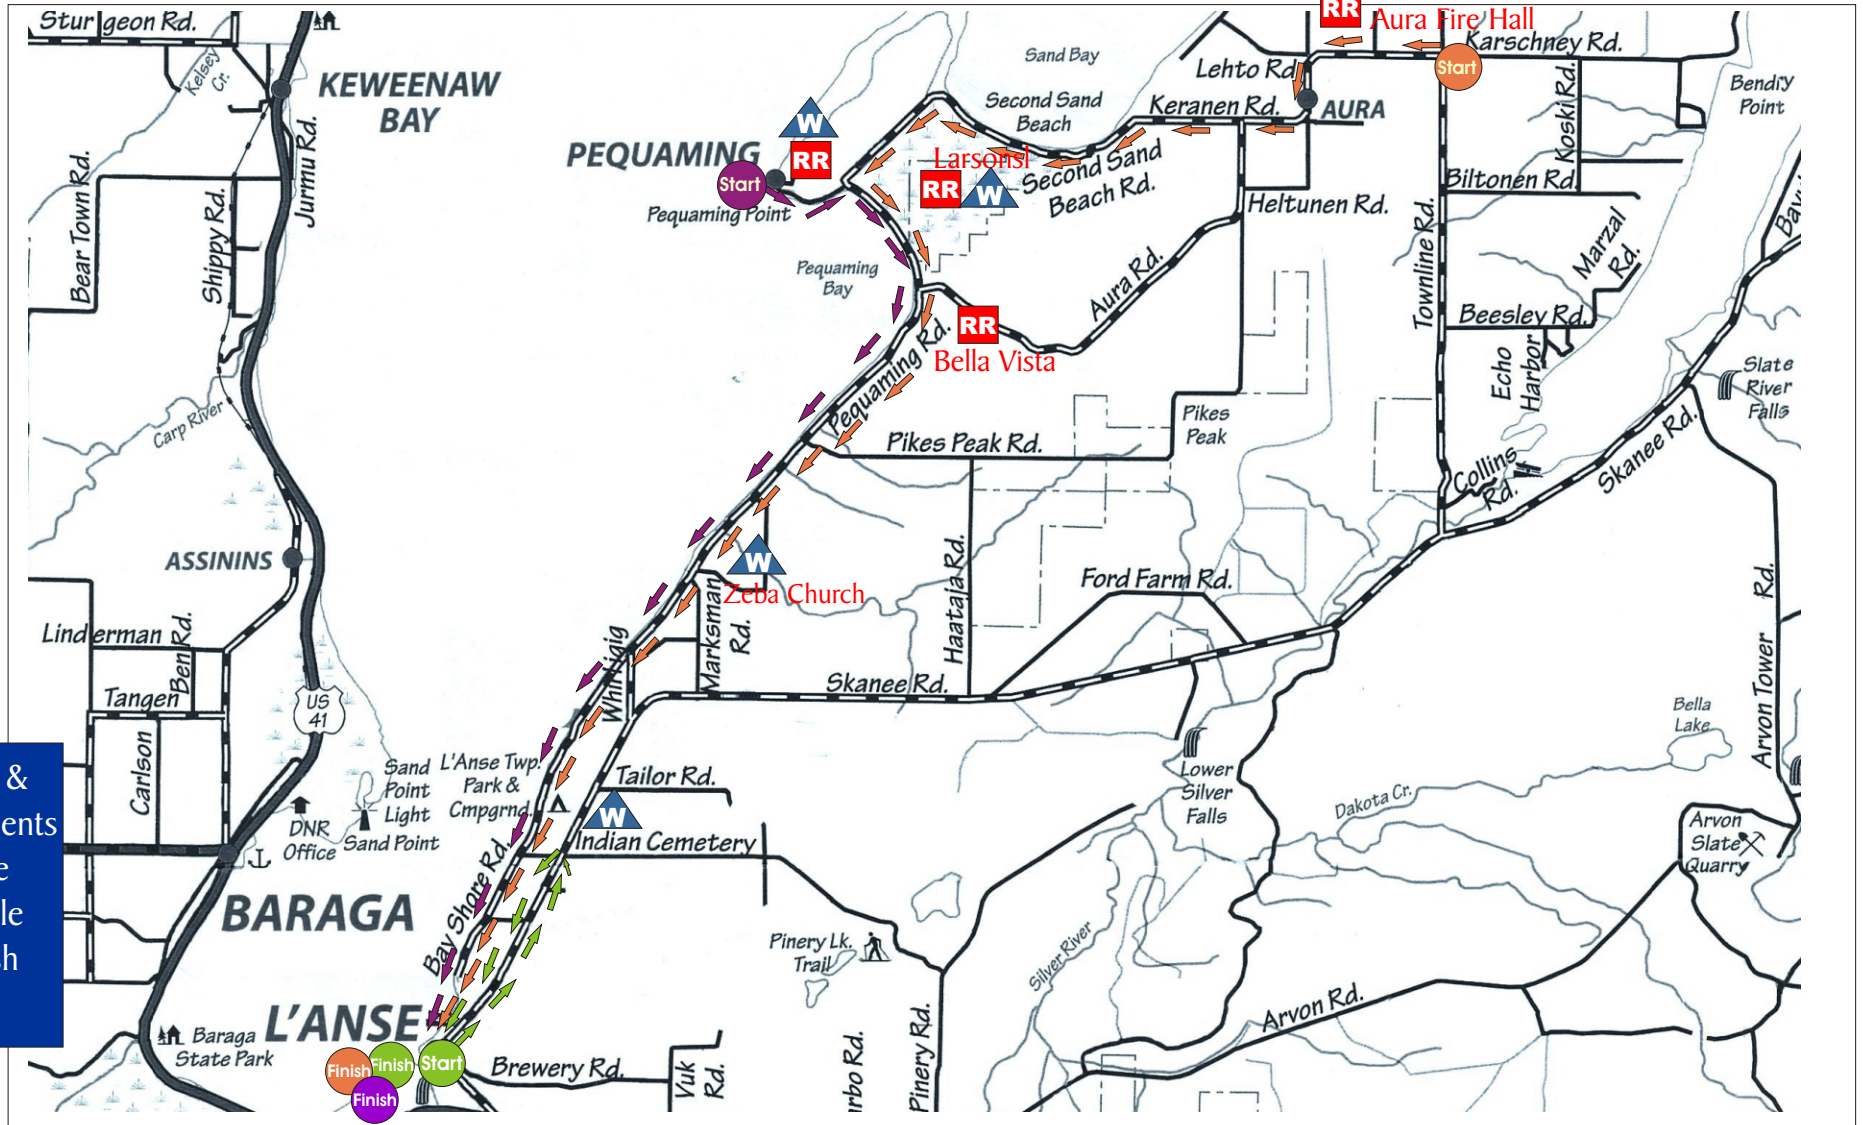 Sturgeon Rd.
Kelsey
Cr.
KEWEENAW
BAY
Jurmu Rd.
Bear Town Rd.
Shippy Rd.
Carp River
ASSININS
Linderman
Ben Rd.
Tangen
Carlson
US
41
&
ents
e
le
sh
DNR
Office
Sand
Point
Light
Sand Point
BARAGA
Baraga
State Park
L'ANSE
Finish
Finish
Finish
Start
Brewery Rd.
Vuk
Rd.
rbo Rd.
Pinery Rd.
Pinery Lk.
Trail
L'Anse Twp.
Park &
Cmpgrnd.
Bay Shore Rd.
Indian Cemetery
Tailor Rd.
W
Whirligig
Marksman
Rd.
Skanee Rd.
Haataja Rd.
Ford Farm Rd.
Zeba Church
W
Pikes Peak Rd.
Pikes
Peak
Pequaming Rd.
Bella Vista
RR
Aura Rd.
Pequaming
Bay
PEQUAMING
Start
Pequaming Point
W
RR
Larsonsl
RR
W
Second Sand
Beach Rd.
Second Sand
Beach
Sand Bay
Keranen Rd.
Lehto Rd
AURA
RR
Aura Fire Hall
Karschney Rd.
Start
Koski Rd.
Bendry
Point
Biltonen Rd.
Heltunen Rd.
Townline Rd.
Marzal
Rd.
Beesley Rd.
Echo
Harbor
Slate
River
Falls
Skanee Rd.
Collins
Rd.
Arvon Tower Rd.
Bella
Lake
Lower
Silver
Falls
Dakota Cr.
Arvon
Slate
Quarry
Silver River
Arvon Rd.